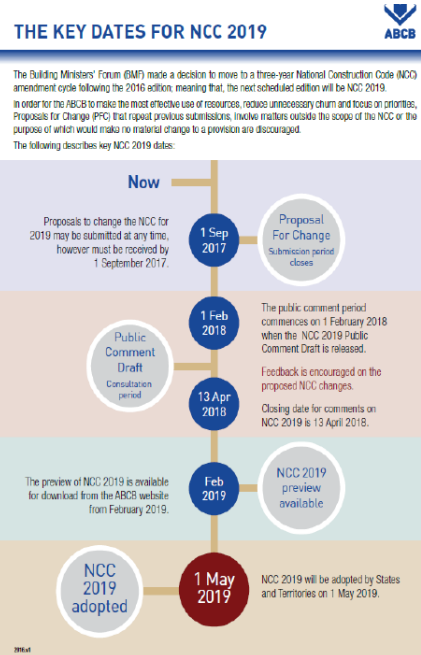 THE KEY DATES FOR NCC 2019
ABCB
The Building Ministers' Forum (BMF) made a decision to move to a three-year National Construction Code (NCC)
amendment cycle following the 2016 edition; meaning that, the next scheduled edition will be NCC 2019.
In order for the ABCB to make the most effective use of resources, reduce unnecessary churn and focus on priorities,
Proposals for Change (PFC) that repeat previous submissions, involve matters outside the scope of the NCC or the
purpose of which would make no material change to a provision are discouraged.
The following describes key NCC 2019 dates:
Now
Proposals to change the NCC for
2019 may be submitted at any time,
however must be received by
1 September 2017.
1 Sep
2017
Proposal
For Change
Submission period
closes
1 Feb
2018
The public comment period
commences on 1 February 2018
when the NCC 2019 Public
Comment Draft is released.
Public
Comment
Draft
Consultation
period
Feedback is encouraged on the
proposed NCC changes.
13 Apr
2018
Closing date for comments on
NCC 2019 is 13 April 2018.
The preview of NCC 2019 is available
for download from the ABCB website
from February 2019.
Feb
2019
NCC 2019
preview
available
NCC
2019
adopted
1 May
2019
NCC 2019 will be adopted by States
and Territories on 1 May 2019.
2016.v1